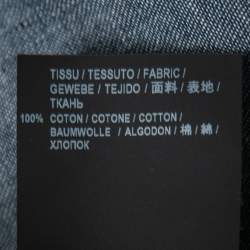 TISSU / TESSUTO / FABRIC /
GEWEBE / TEJIDO / 面料 / 表地 /
ТКАНЬ
100% COTON / COTONE / COTTON /
BAUMWOLLE / ALGODON / 棉 / 綿 /
ХЛОПОК